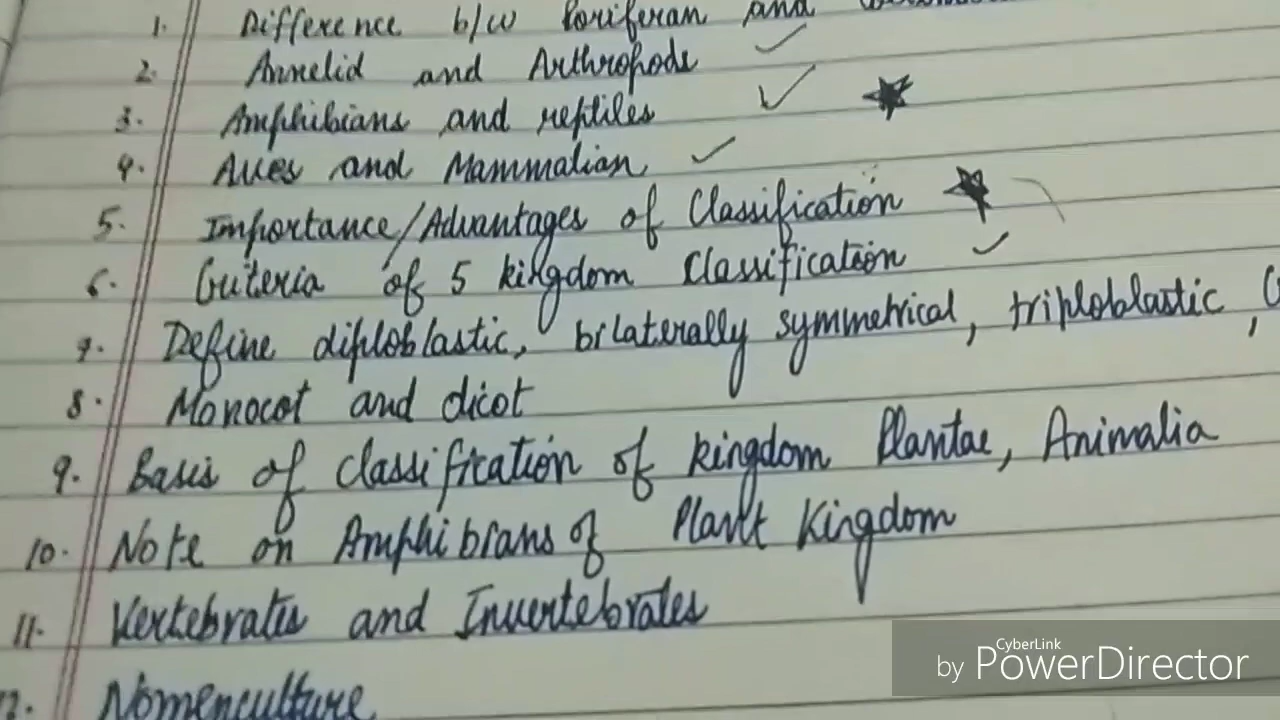 1. Difference b/w Poriferan and
2. Annelid and Arthropods
3. Amphibians and reptiles
4. Aves and Mammalian
5. Importance/Advantages of Classification
6. Criteria of 5 kingdom Classification
7. Define diploblastic, bilaterally symmetrical, triploblastic,
8. Monocot and dicot
9. Basis of classification of kingdom Plantae, Animalia
10. Note on Amphibians of Plant Kingdom
11. Vertebrates and Invertebrates
12. Nomenculture
by CyberLink PowerDirector